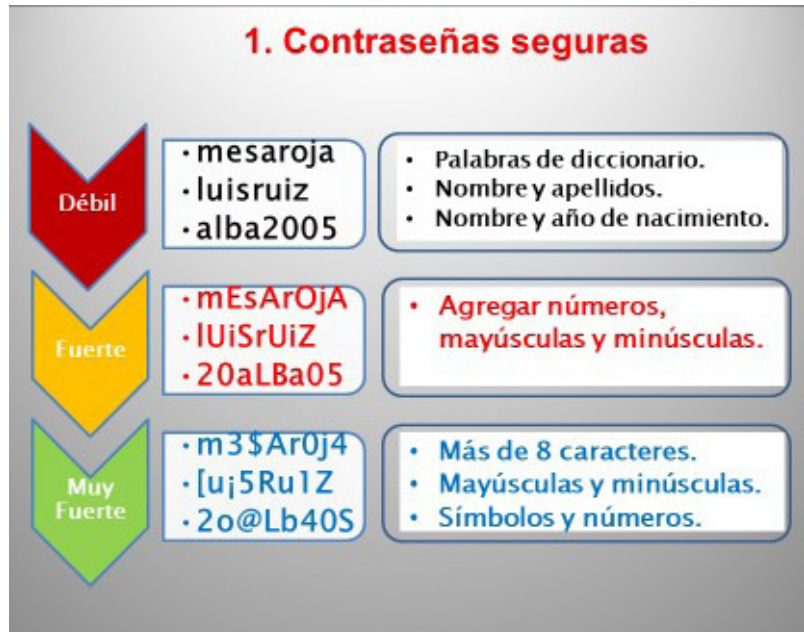 1. Contraseñas seguras
Débil
• mesaroja
• luisruiz
• alba2005
• Palabras de diccionario.
• Nombre y apellidos.
• Nombre y año de nacimiento.
Fuerte
• mEsArOjA
• lUiSrUiZ
• 20aLBa05
• Agregar números,
mayúsculas y minúsculas.
Muy
Fuerte
• m3$Ar0j4
• [u¡5Ru1Z
• 2o@Lb40S
• Más de 8 caracteres.
• Mayúsculas y minúsculas.
• Símbolos y números.